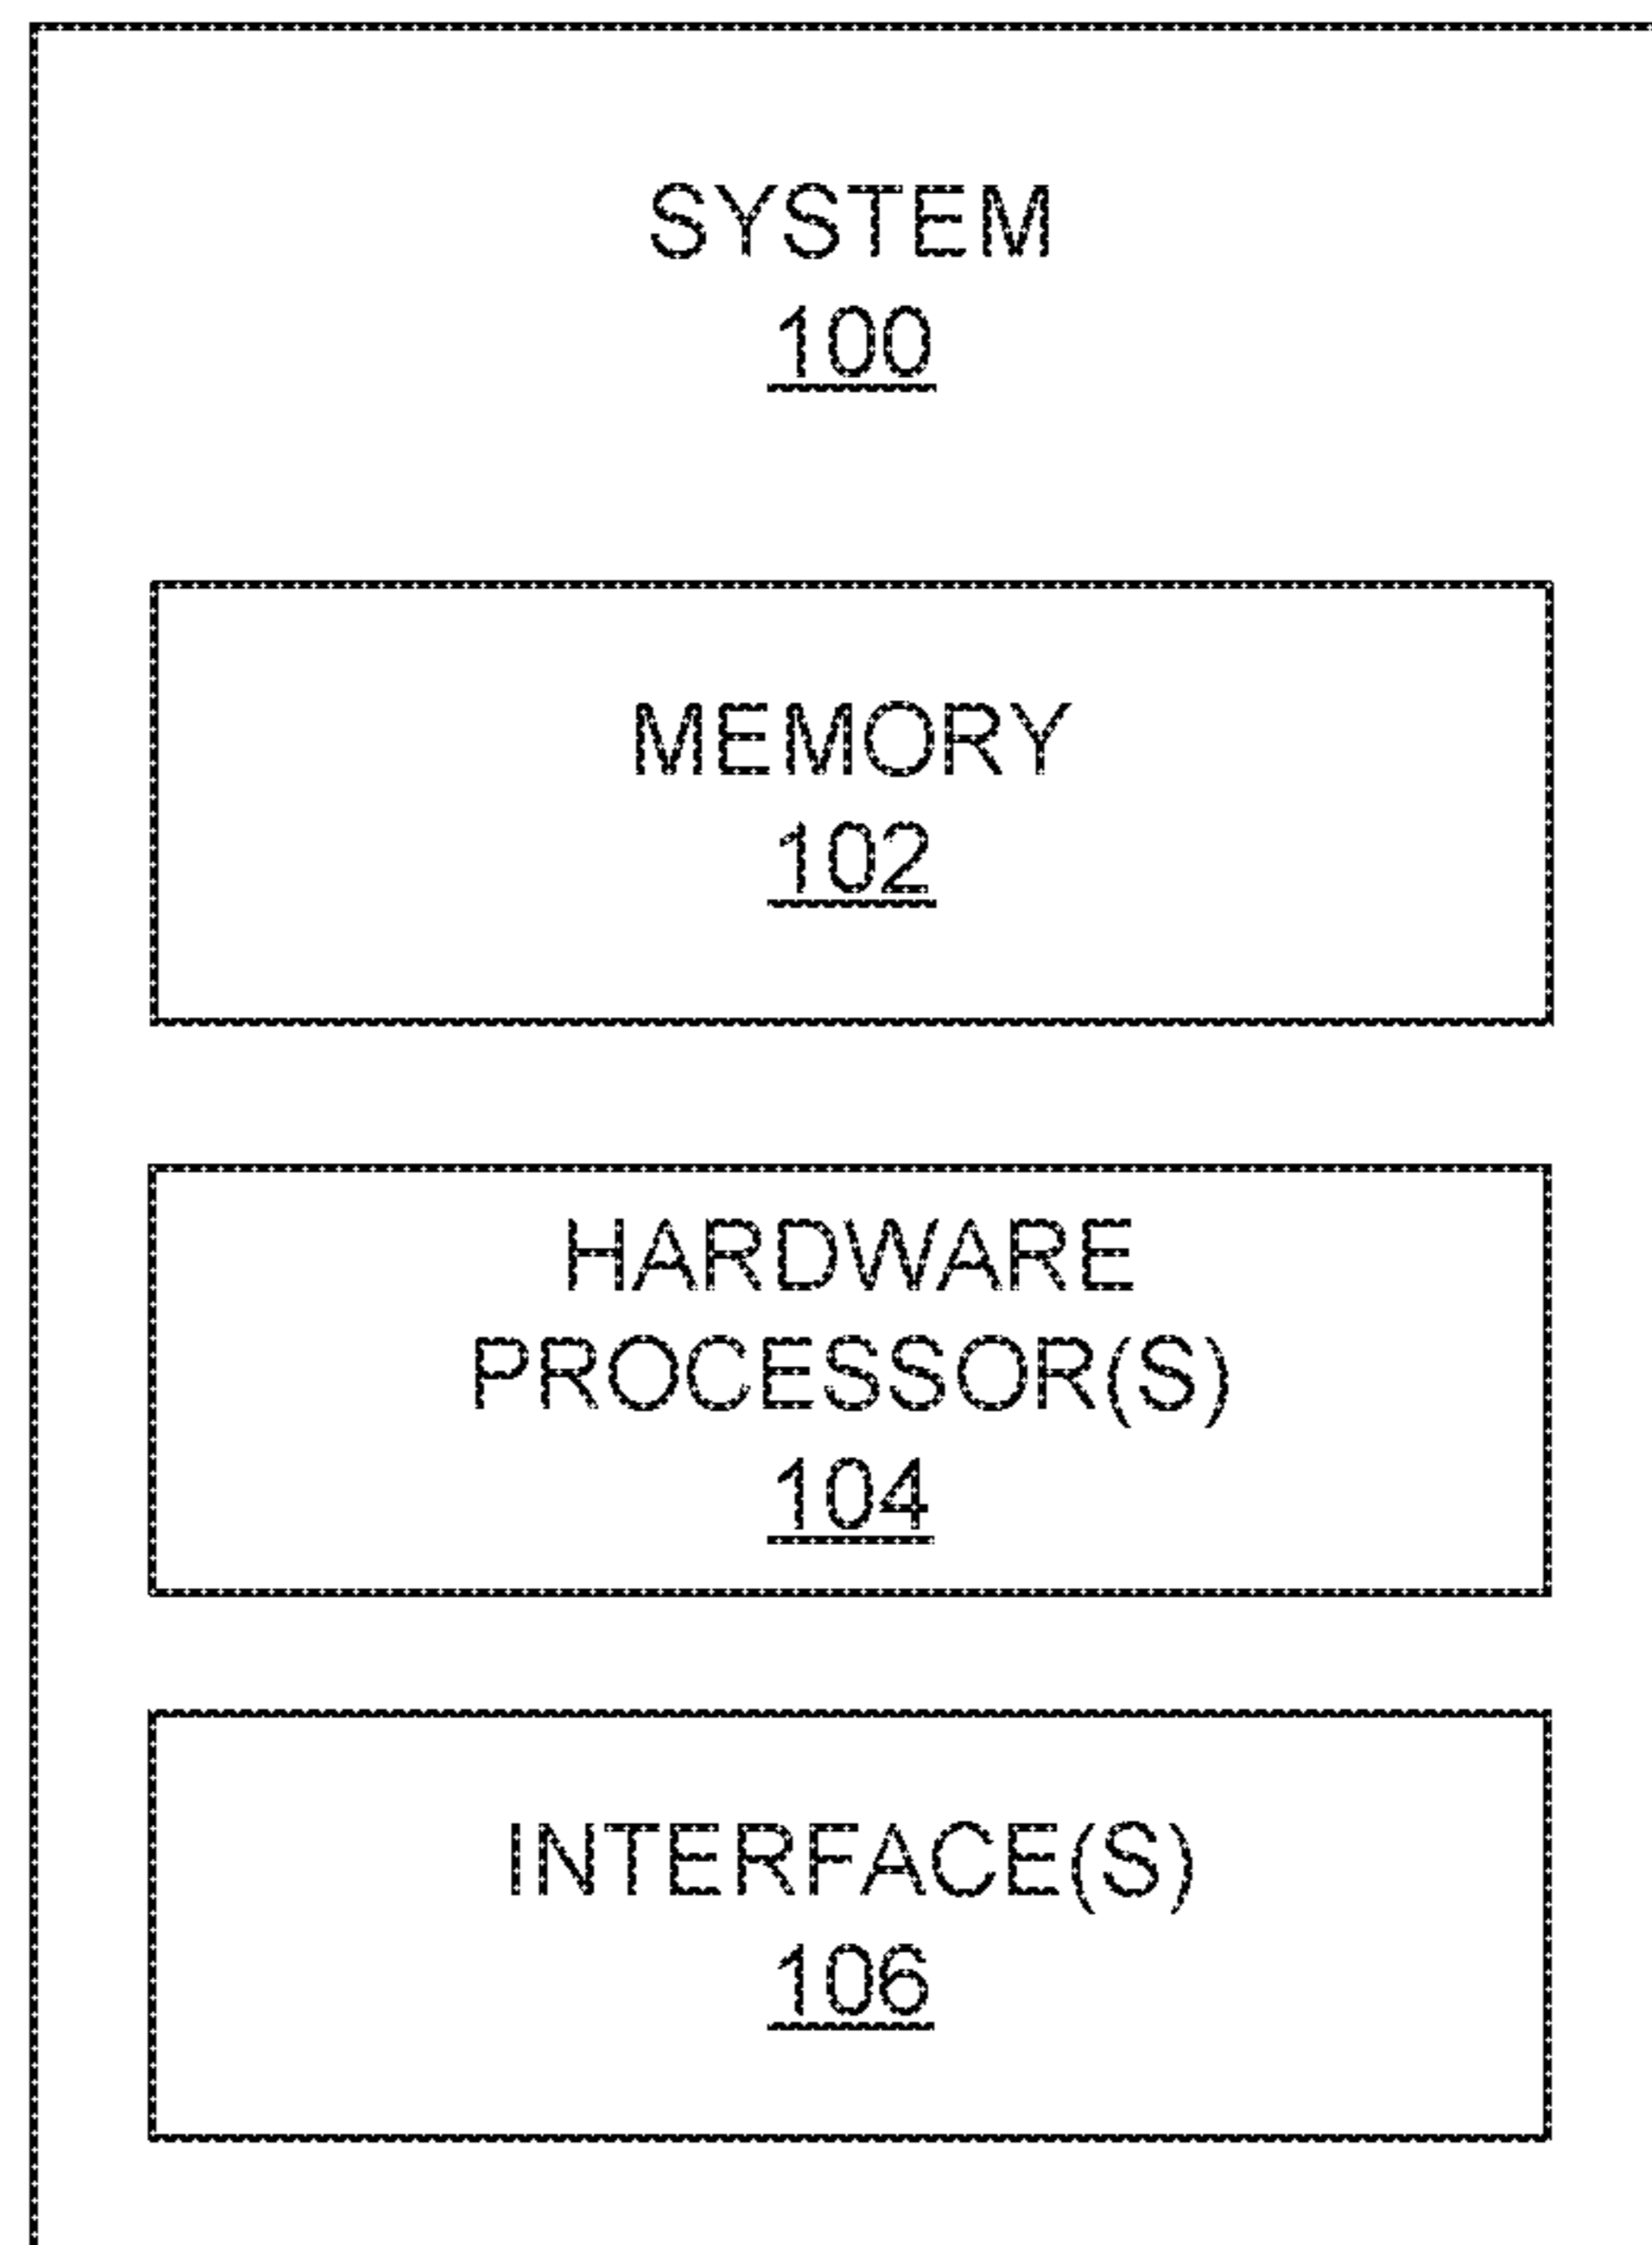 SYSTEM
100
MEMORY
102
HARDWARE
PROCESSOR(S)
104
INTERFACE(S)
106